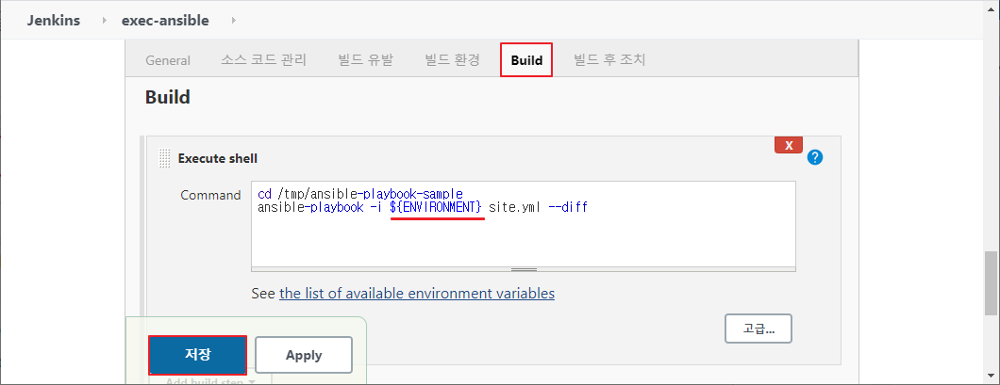 Jenkins exec-ansible
General 소스 코드 관리 빌드 유발 빌드 환경 Build 빌드 후 조치
Build
X
Execute shell
Command
cd /tmp/ansible-playbook-sample
ansible-playbook -i ${ENVIRONMENT} site.yml --diff
See the list of available environment variables
고급...
저장 Apply
Add build step